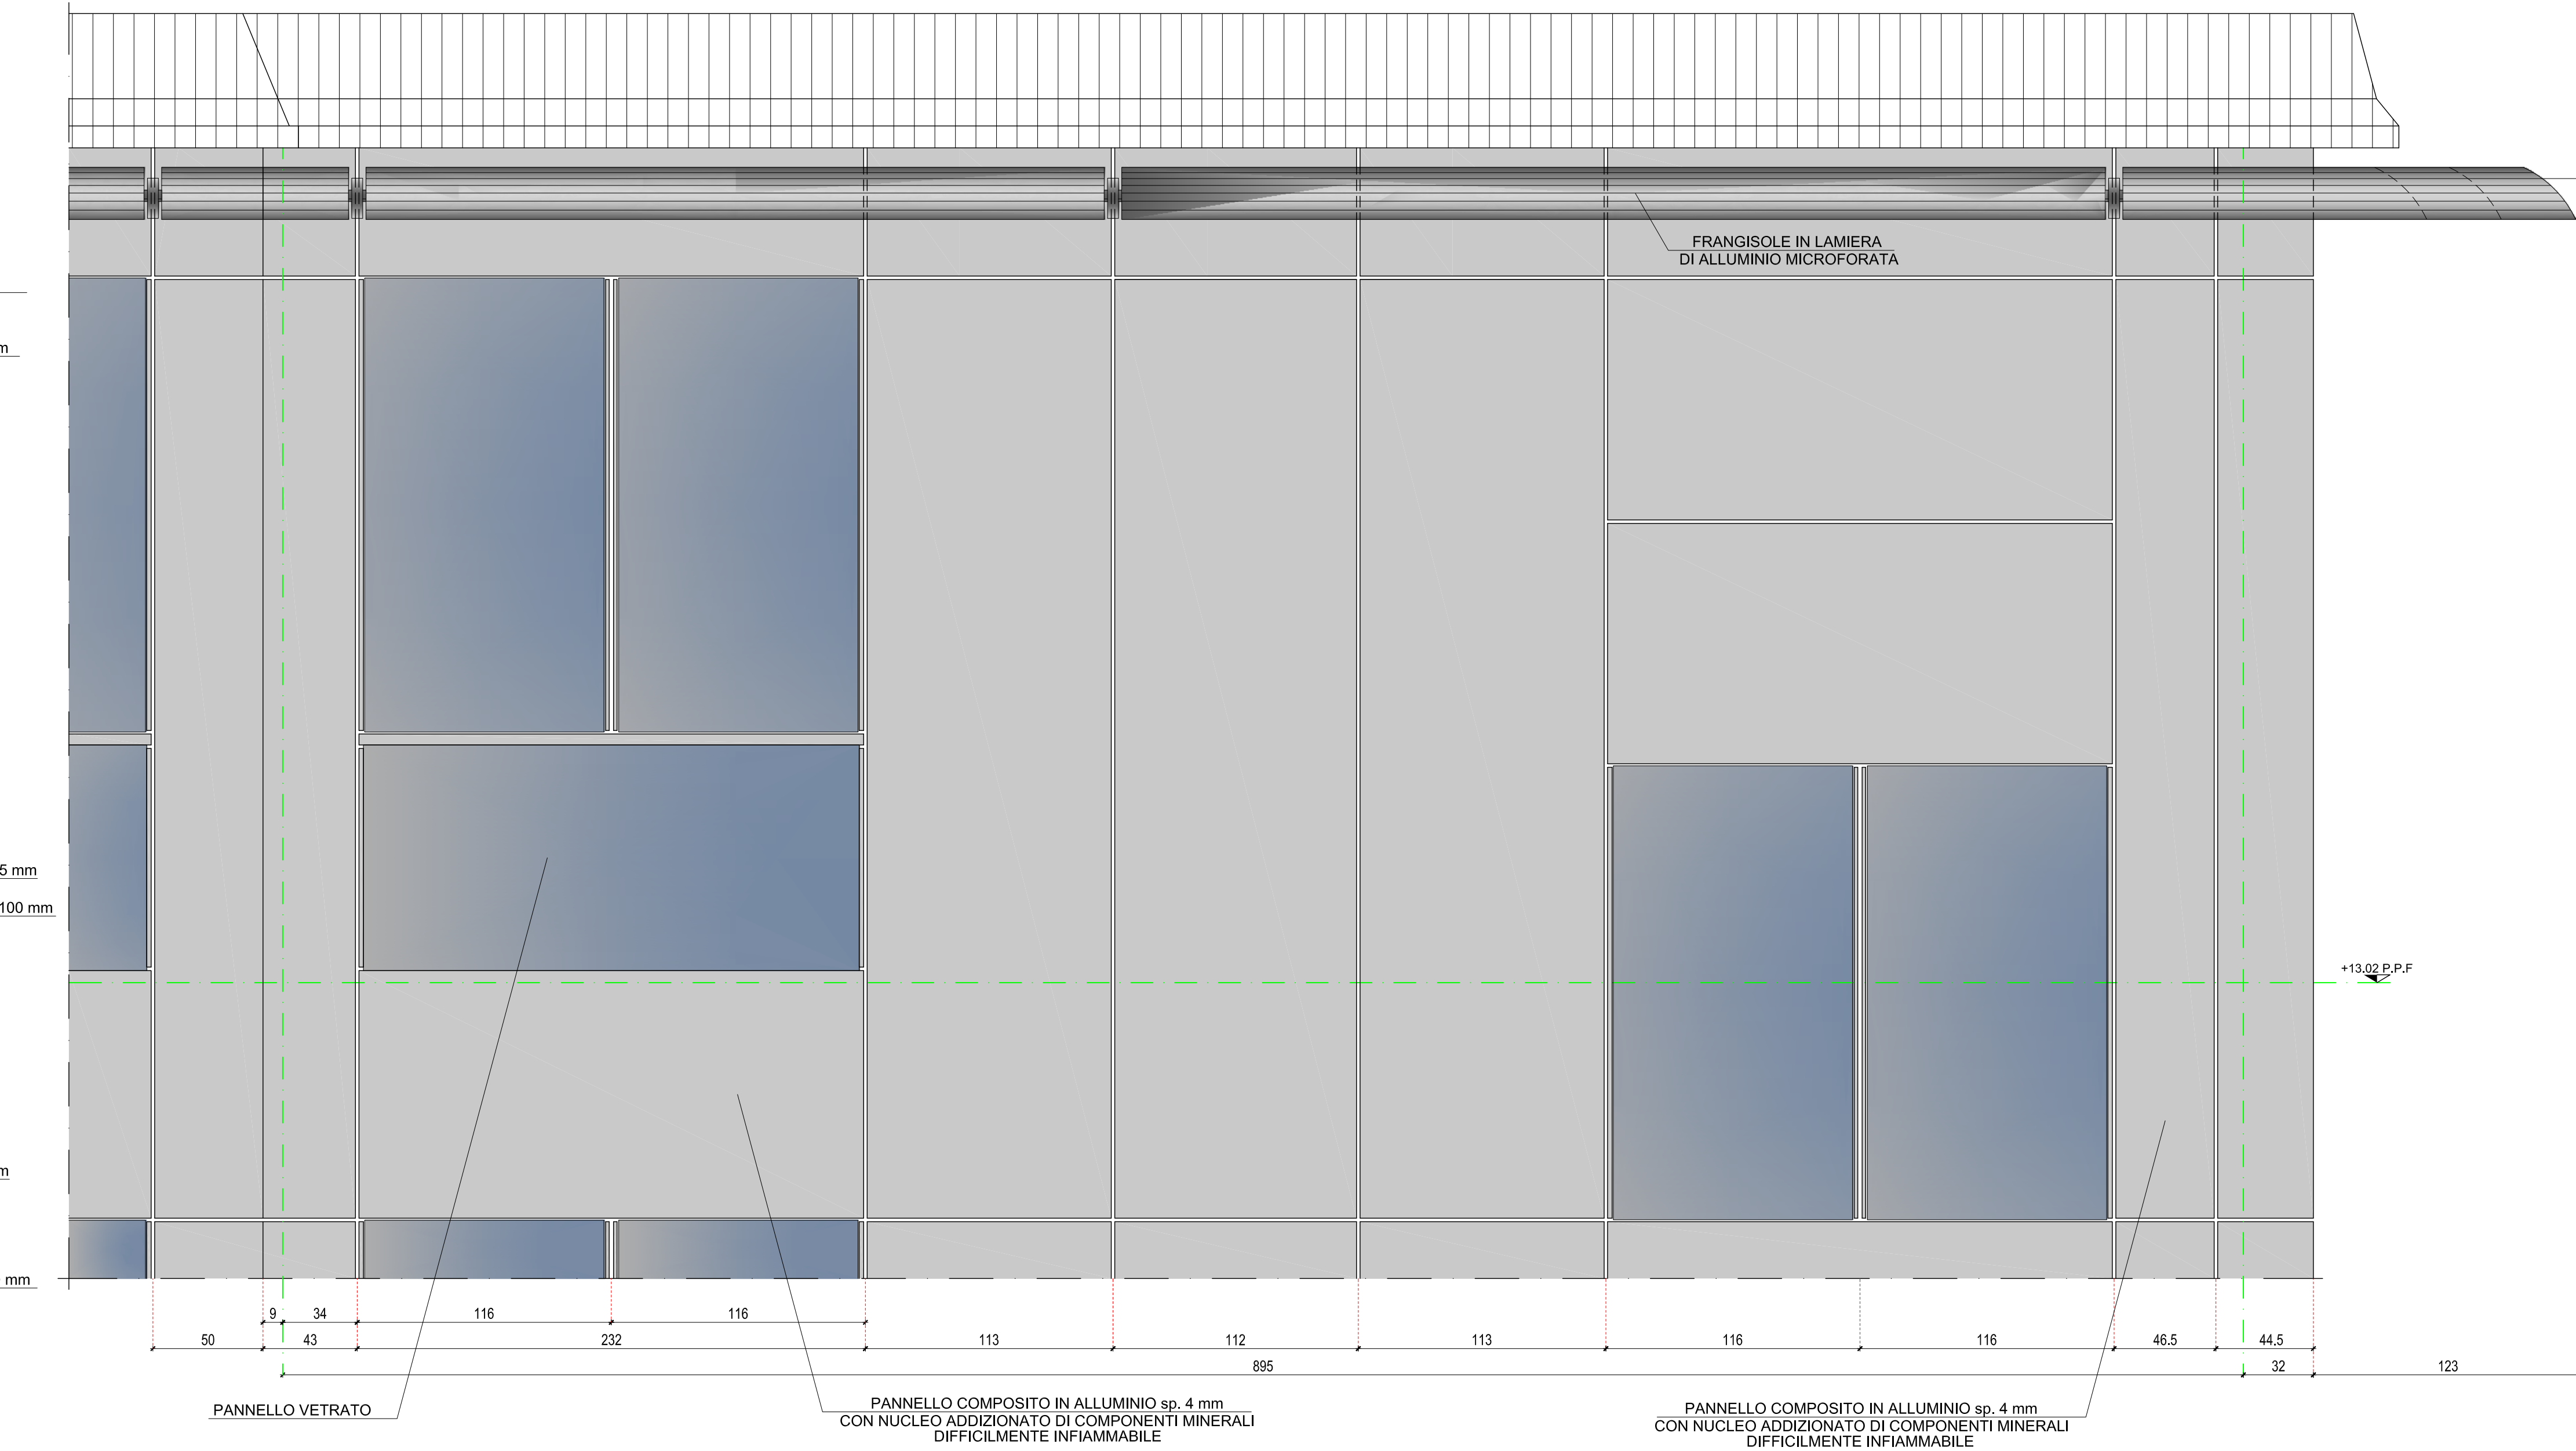 FRANGISOLE IN LAMIERA
DI ALLUMINIO MICROFORATA
m
5 mm
100 mm
+13.02 P.P.F
m
mm
9 34 116 116
50 43 232 113 112 113 116 116 46.5 44.5
895 32 123
PANNELLO VETRATO
PANNELLO COMPOSITO IN ALLUMINIO sp. 4 mm
CON NUCLEO ADDIZIONATO DI COMPONENTI MINERALI
DIFFICILMENTE INFIAMMABILE
PANNELLO COMPOSITO IN ALLUMINIO sp. 4 mm
CON NUCLEO ADDIZIONATO DI COMPONENTI MINERALI
DIFFICILMENTE INFIAMMABILE